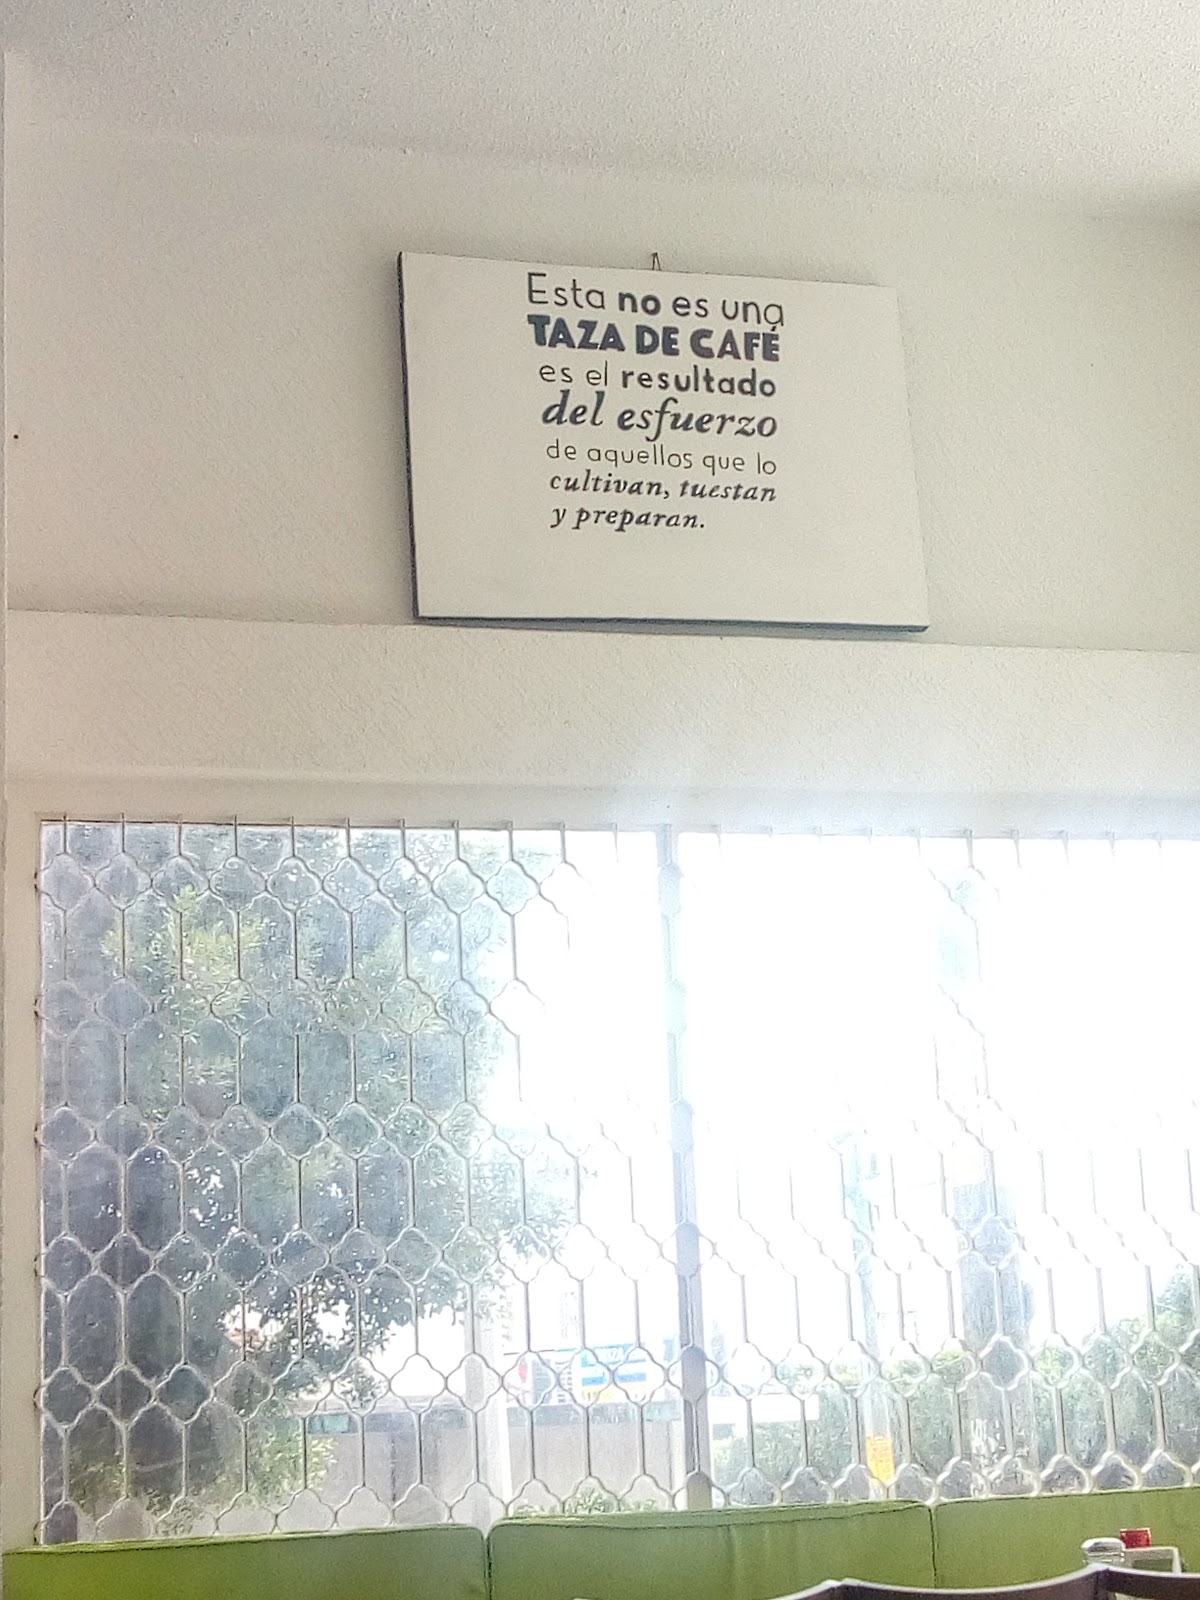 Esta no es una
TAZA DE CAFÉ
es el resultado
del esfuerzo
de aquellos que lo
cultivan, tuestan
y preparan.